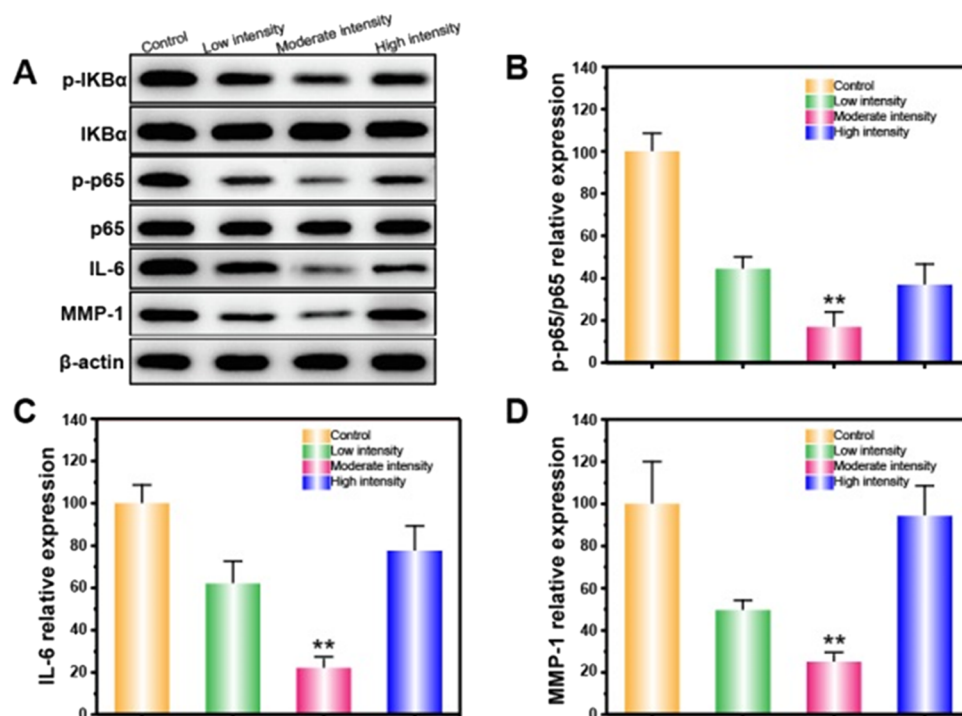 A
Control
Low intensity
Moderate intensity
High intensity
p-IKBα
IKBα
p-p65
p65
IL-6
MMP-1
β-actin
B
p-p65/p65 relative expression
140
120
100
80
60
40
20
0
Control
Low intensity
Moderate intensity
High intensity
**
C
IL-6 relative expression
140
120
100
80
60
40
20
0
Control
Low intensity
Moderate intensity
High intensity
**
D
MMP-1 relative expression
140
120
100
80
60
40
20
0
Control
Low intensity
Moderate intensity
High intensity
**